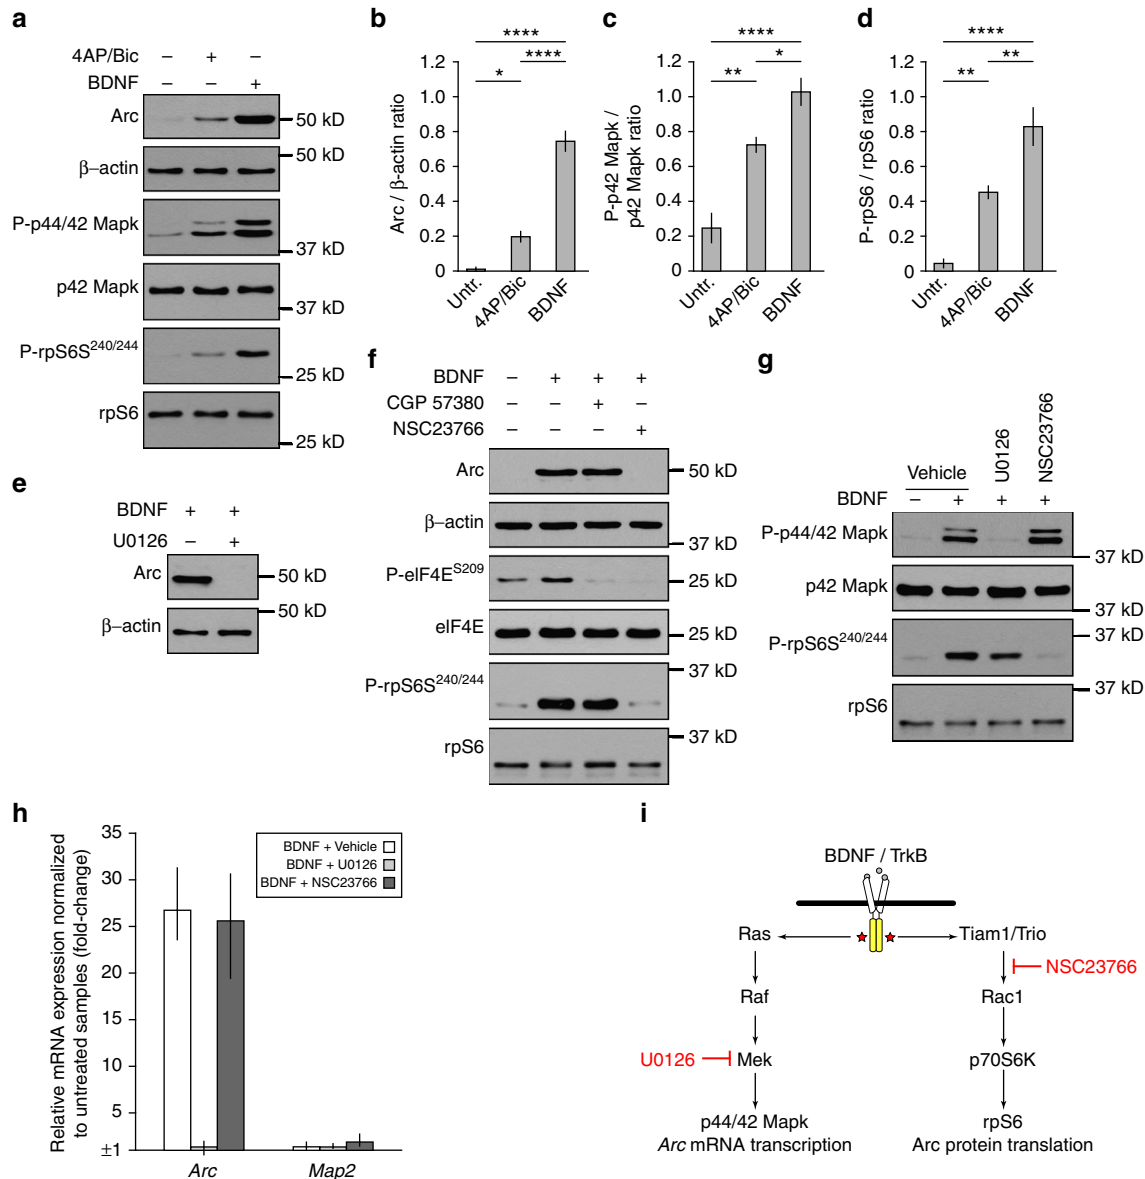 a
4AP/Bic – + –
BDNF – – +
Arc
50 kD
β–actin
50 kD
P-p44/42 Mapk
37 kD
p42 Mapk
37 kD
P-rpS6S240/244
25 kD
rpS6
25 kD
b
****
****
*
Arc / β-actin ratio
1.2
1.0
0.8
0.6
0.4
0.2
0
Untr.
4AP/Bic
BDNF
c
****
*
**
P-p42 Mapk /
p42 Mapk ratio
1.2
1.0
0.8
0.6
0.4
0.2
0
Untr.
4AP/Bic
BDNF
d
****
**
**
P-rpS6 / rpS6 ratio
1.2
1.0
0.8
0.6
0.4
0.2
0
Untr.
4AP/Bic
BDNF
e
BDNF + +
U0126 – +
Arc
50 kD
β–actin
50 kD
f
BDNF – + + +
CGP 57380 – – + –
NSC23766 – – – +
Arc
50 kD
β–actin
37 kD
P-eIF4ES209
25 kD
eIF4E
25 kD
P-rpS6S240/244
37 kD
rpS6
37 kD
g
Vehicle
U0126
NSC23766
BDNF – + + +
P-p44/42 Mapk
37 kD
p42 Mapk
37 kD
P-rpS6S240/244
37 kD
rpS6
37 kD
h
Relative mRNA expression normalized
to untreated samples (fold-change)
35
30
25
21
15
10
5
±1
BDNF + Vehicle
BDNF + U0126
BDNF + NSC23766
Arc
Map2
i
BDNF / TrkB
Ras
Tiam1/Trio
NSC23766
Raf
Rac1
U0126
Mek
p70S6K
p44/42 Mapk
rpS6
Arc mRNA transcription
Arc protein translation